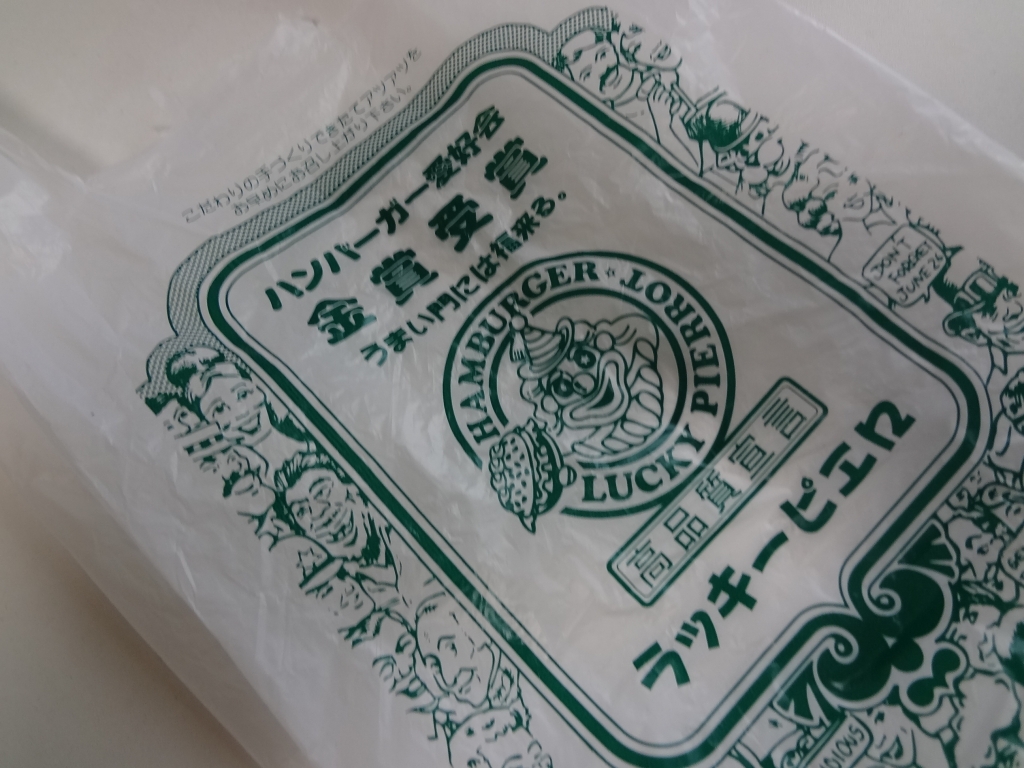 こだわりの手づくりできたてアツアツを
お早めにお召し上がり下さい。
ハンバーガー愛好会
金賞受賞
うまい門には福来る。
HAMBURGER LUCKY PIERROT
高品質宣言
ラッキーピエロ
DON'T
FORGET
JUNE 26
101065